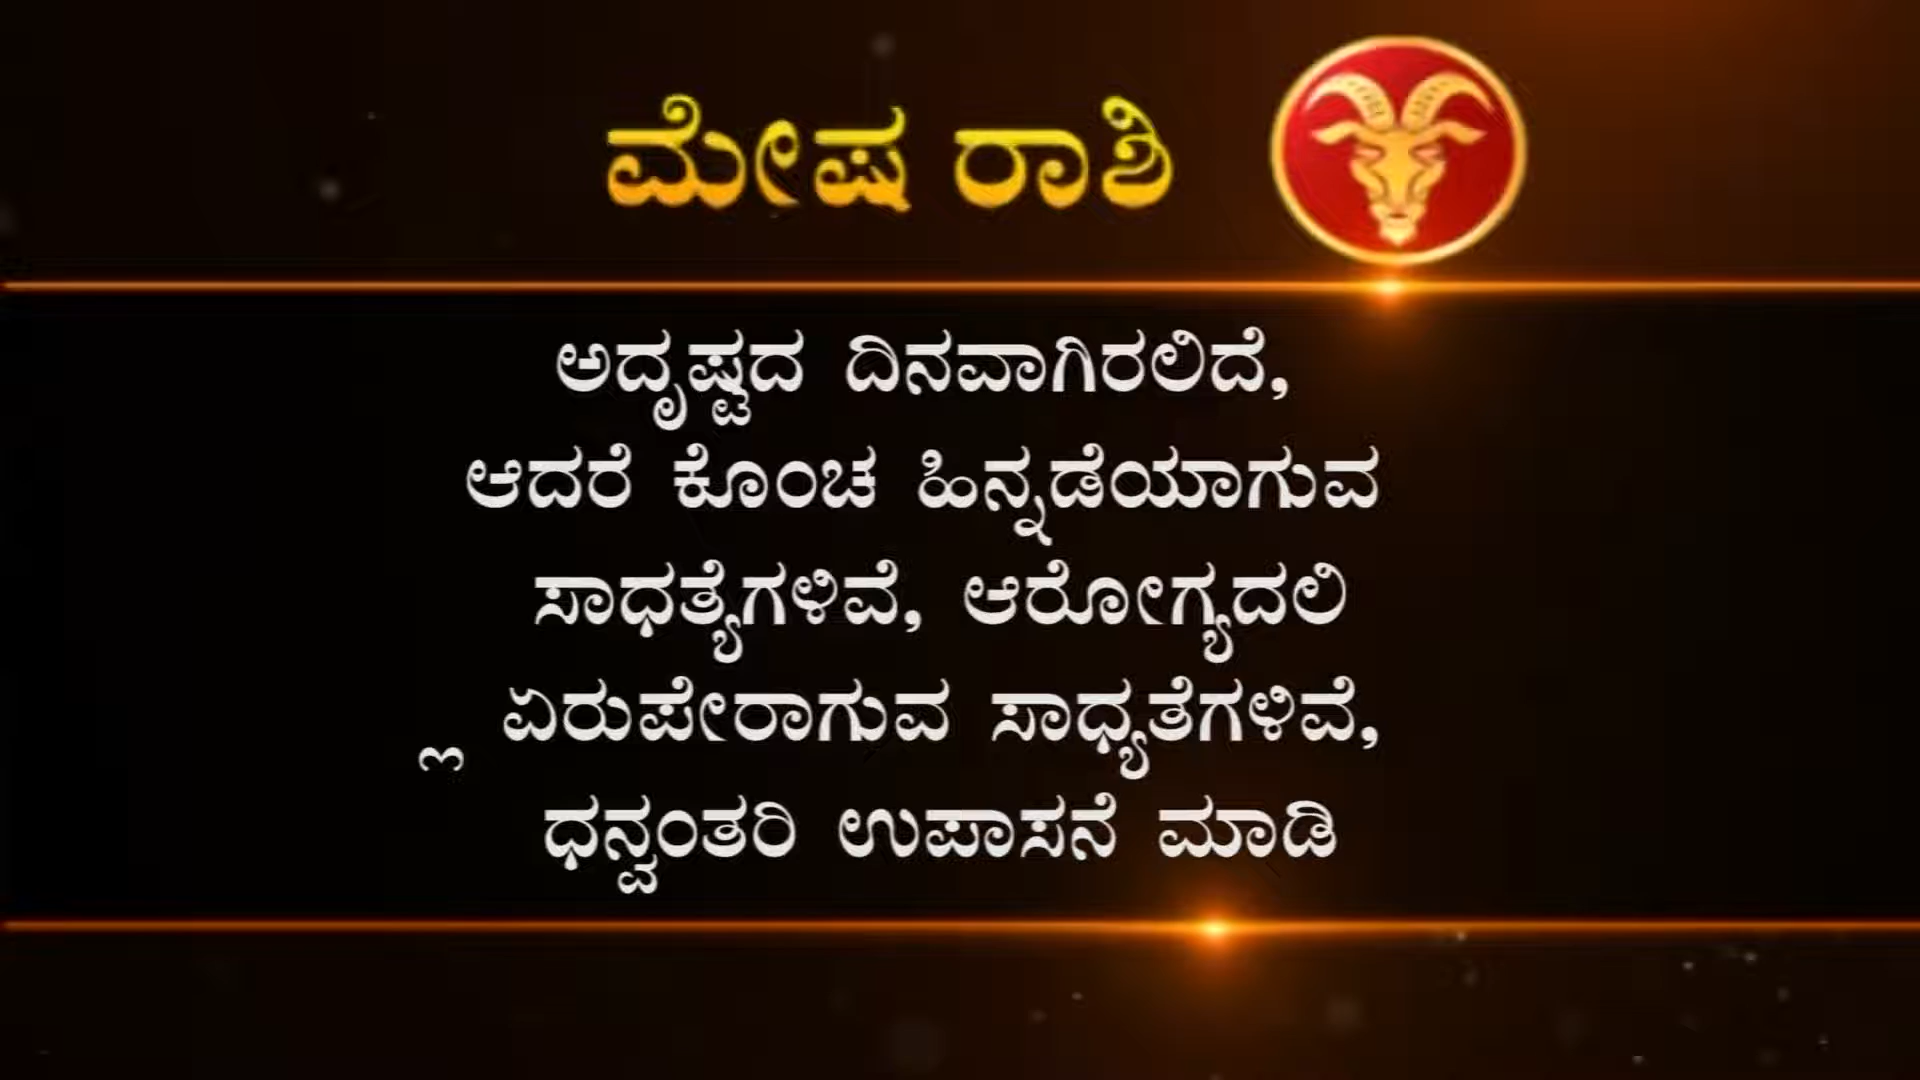 ಮೇಷ ರಾಶಿ
ಅದೃಷ್ಟದ ದಿನವಾಗಿರಲಿದೆ,
ಆದರೆ ಕೊಂಚ ಹಿನ್ನಡೆಯಾಗುವ
ಸಾಧತ್ಯೆಗಳಿವೆ, ಆರೋಗ್ಯದಲಿ
್ಲ ಏರುಪೇರಾಗುವ ಸಾಧ್ಯತೆಗಳಿವೆ,
ಧನ್ವಂತರಿ ಉಪಾಸನೆ ಮಾಡಿ